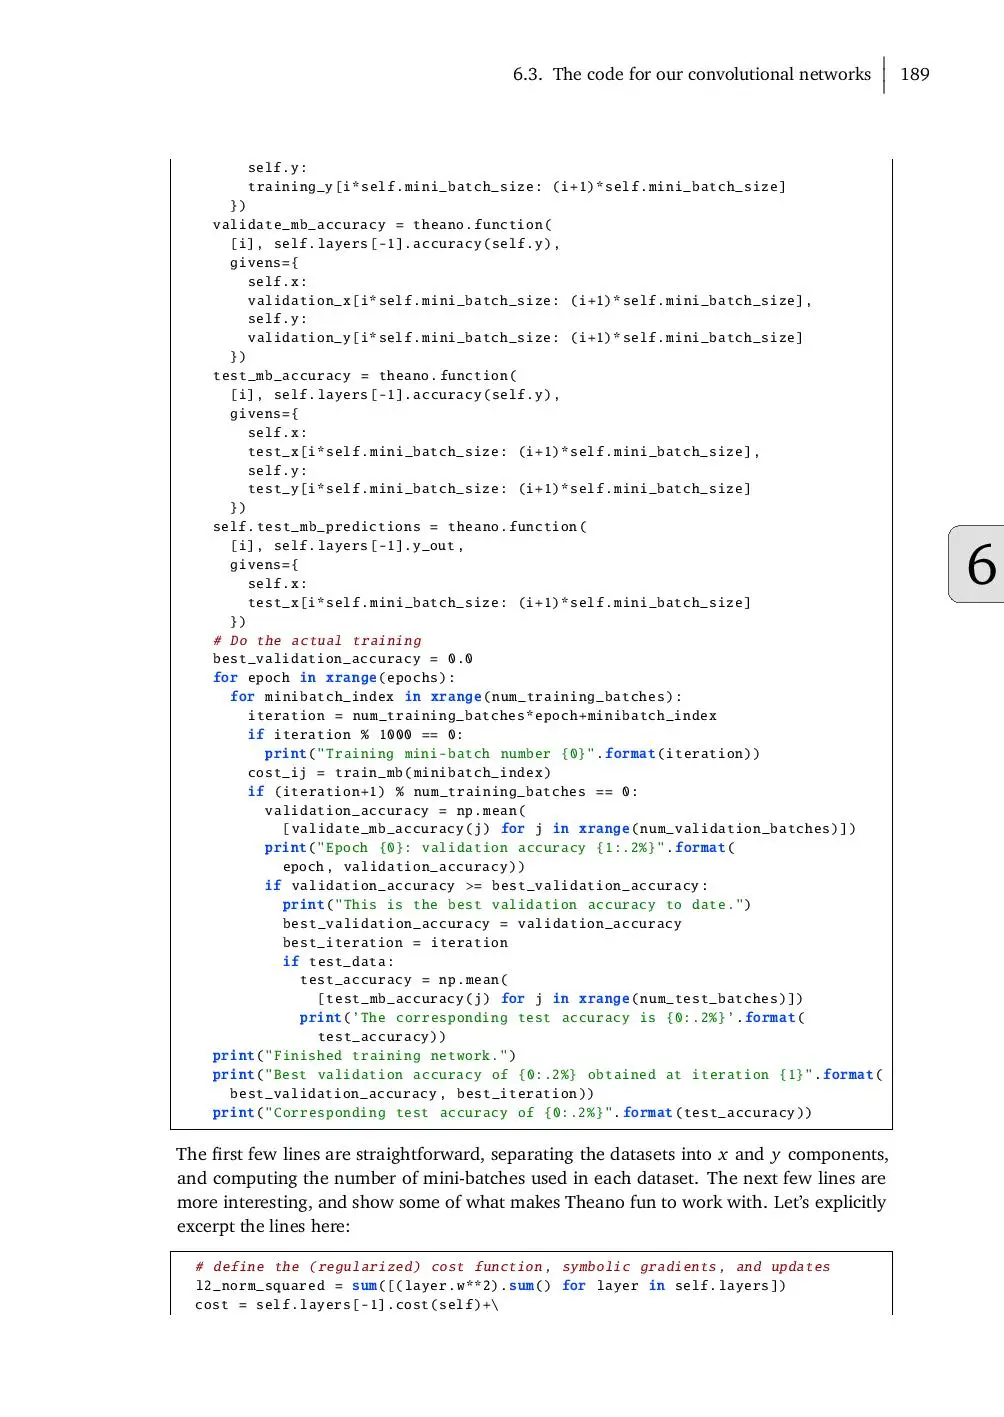 6.3. The code for our convolutional networks 189
self.y:
training_y[i*self.mini_batch_size: (i+1)*self.mini_batch_size]
})
validate_mb_accuracy = theano.function(
[i], self.layers[-1].accuracy(self.y),
givens={
self.x:
validation_x[i*self.mini_batch_size: (i+1)*self.mini_batch_size],
self.y:
validation_y[i*self.mini_batch_size: (i+1)*self.mini_batch_size]
})
test_mb_accuracy = theano.function(
[i], self.layers[-1].accuracy(self.y),
givens={
self.x:
test_x[i*self.mini_batch_size: (i+1)*self.mini_batch_size],
self.y:
test_y[i*self.mini_batch_size: (i+1)*self.mini_batch_size]
})
self.test_mb_predictions = theano.function(
[i], self.layers[-1].y_out,
givens={
self.x:
test_x[i*self.mini_batch_size: (i+1)*self.mini_batch_size]
})
# Do the actual training
best_validation_accuracy = 0.0
for epoch in xrange(epochs):
for minibatch_index in xrange(num_training_batches):
iteration = num_training_batches*epoch+minibatch_index
if iteration % 1000 == 0:
print("Training mini-batch number {0}".format(iteration))
cost_ij = train_mb(minibatch_index)
if (iteration+1) % num_training_batches == 0:
validation_accuracy = np.mean(
[validate_mb_accuracy(j) for j in xrange(num_validation_batches)])
print("Epoch {0}: validation accuracy {1:.2%}".format(
epoch, validation_accuracy))
if validation_accuracy >= best_validation_accuracy:
print("This is the best validation accuracy to date.")
best_validation_accuracy = validation_accuracy
best_iteration = iteration
if test_data:
test_accuracy = np.mean(
[test_mb_accuracy(j) for j in xrange(num_test_batches)])
print('The corresponding test accuracy is {0:.2%}'.format(
test_accuracy))
print("Finished training network.")
print("Best validation accuracy of {0:.2%} obtained at iteration {1}".format(
best_validation_accuracy, best_iteration))
print("Corresponding test accuracy of {0:.2%}".format(test_accuracy))
6
The first few lines are straightforward, separating the datasets into x and y components,
and computing the number of mini-batches used in each dataset. The next few lines are
more interesting, and show some of what makes Theano fun to work with. Let's explicitly
excerpt the lines here:
# define the (regularized) cost function, symbolic gradients, and updates
l2_norm_squared = sum([(layer.w**2).sum() for layer in self.layers])
cost = self.layers[-1].cost(self)+\